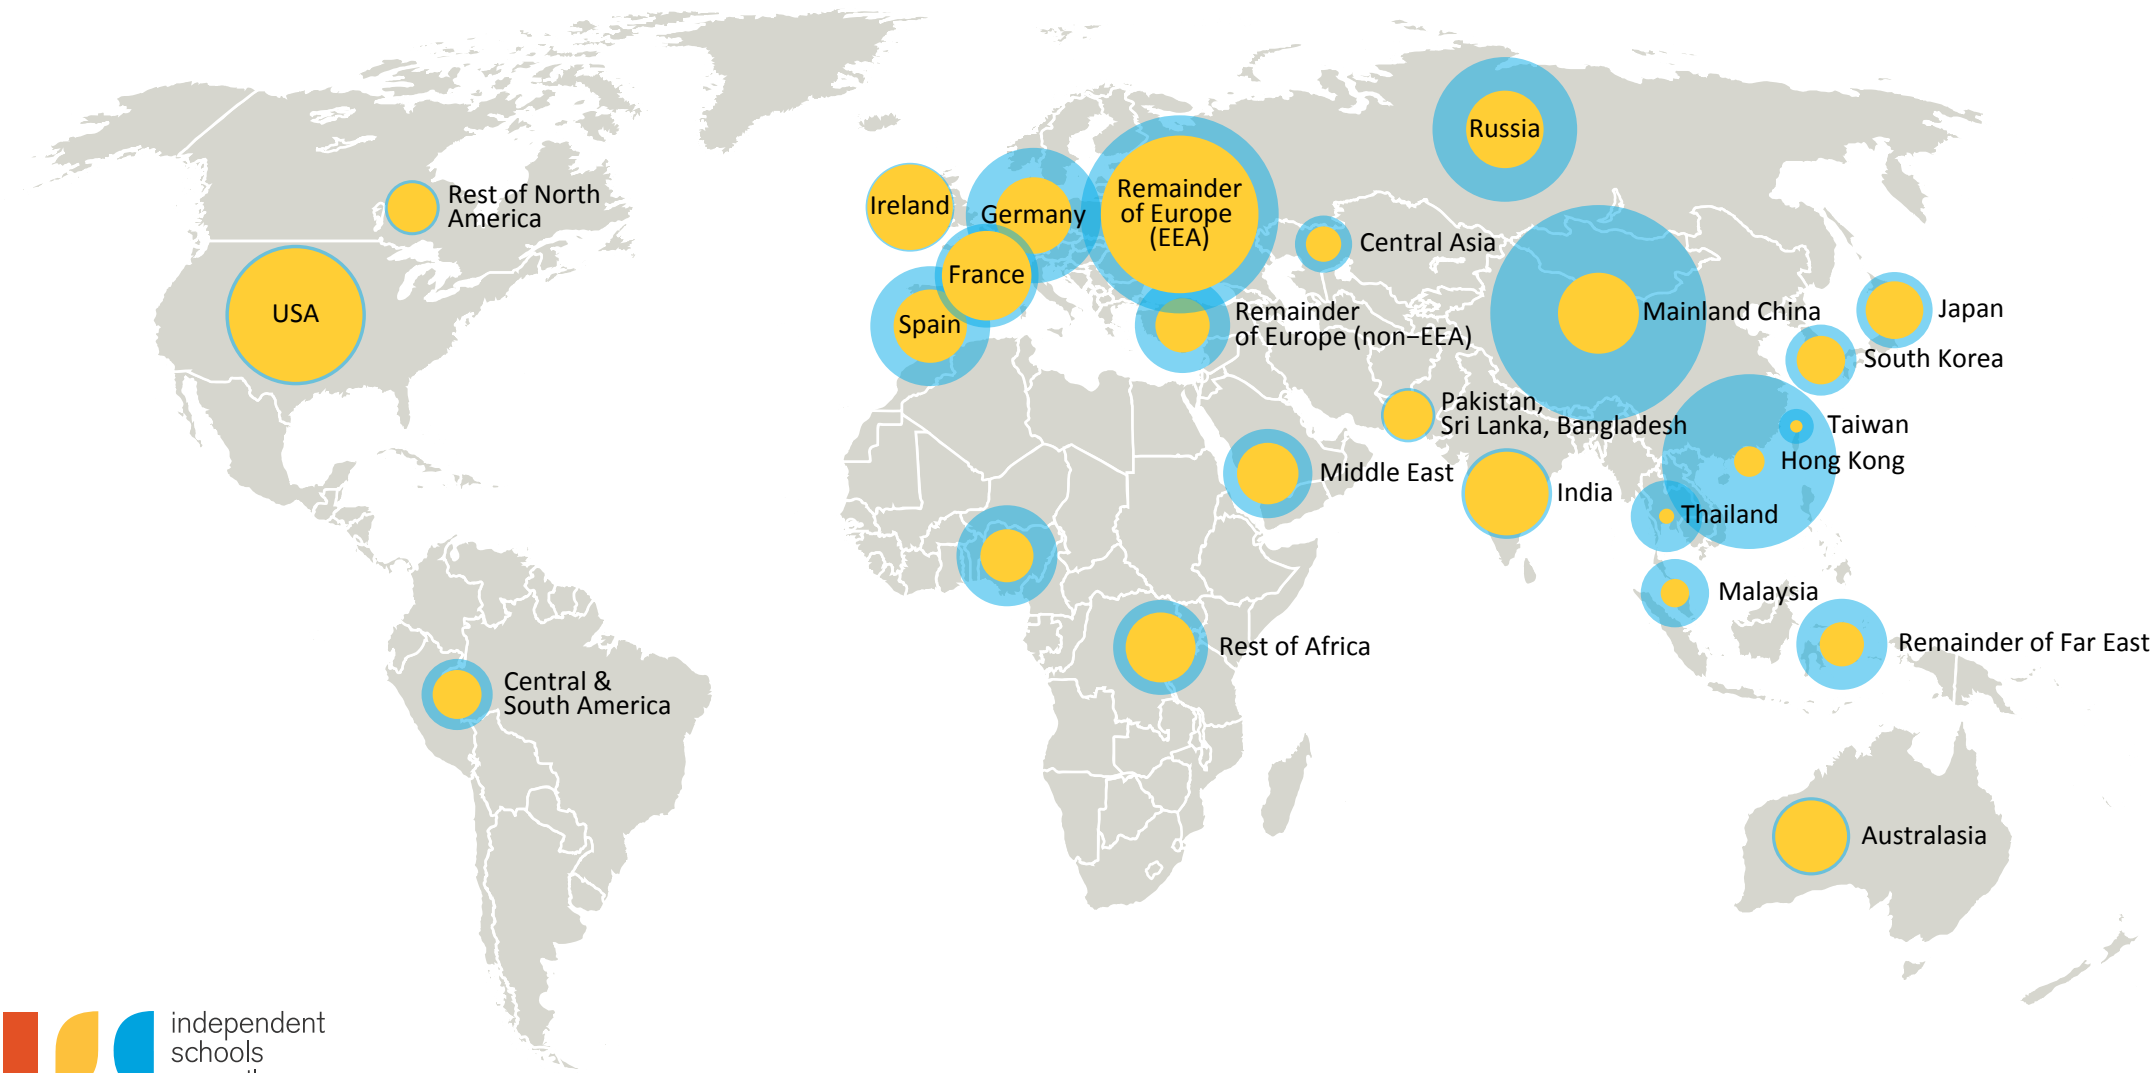 Russia
Rest of North
America
Ireland
Germany
Remainder
of Europe
(EEA)
Central Asia
France
USA
Spain
Remainder
of Europe (non–EEA)
Mainland China
Japan
South Korea
Pakistan,
Sri Lanka, Bangladesh
Taiwan
Hong Kong
Middle East
India
Thailand
Malaysia
Rest of Africa
Remainder of Far East
Central &
South America
Australasia
independent
schools